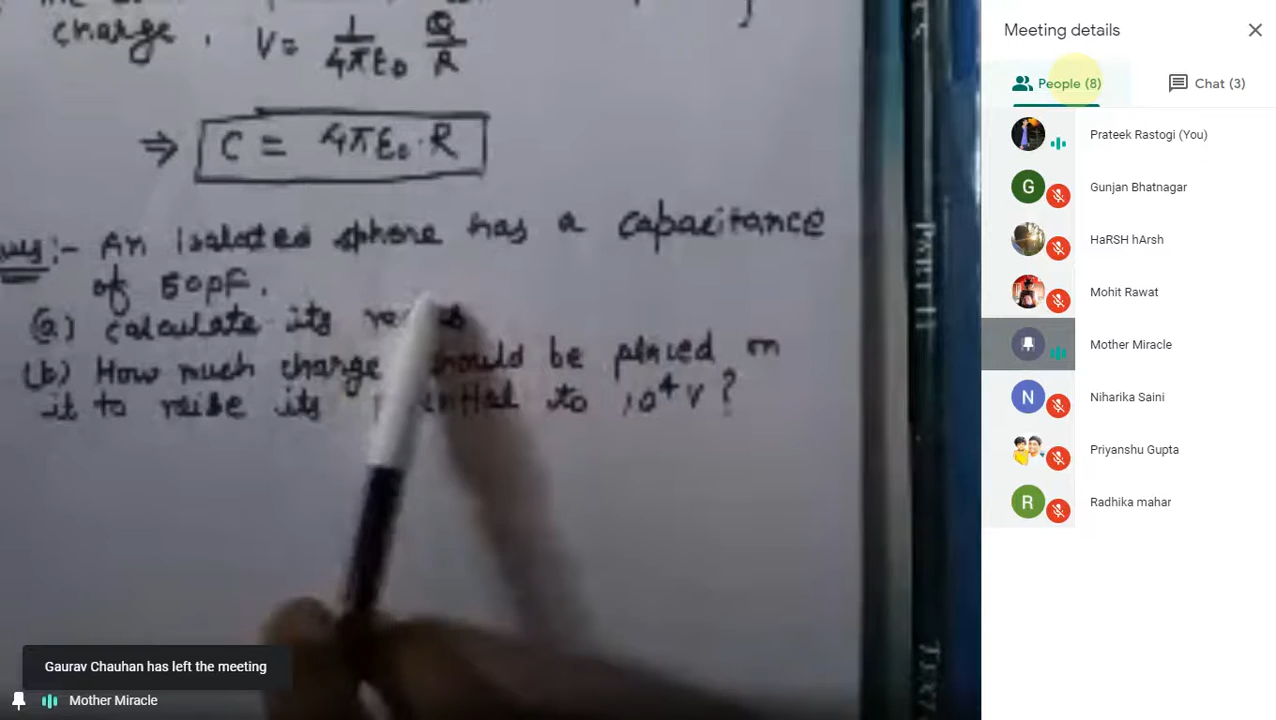 charge. V = 1/4πε0 Q/R
⇒ C = 4πε0·R
:- An isolated sphere has a capacitance
of 50pF.
(a) calculate its
(b) How much charge should be placed on
it to raise its to 10⁴V?
Meeting details
People (8)
Chat (3)
Prateek Rastogi (You)
G Gunjan Bhatnagar
HaRSH hArsh
Mohit Rawat
Mother Miracle
N Niharika Saini
Priyanshu Gupta
R Radhika mahar
Gaurav Chauhan has left the meeting
Mother Miracle